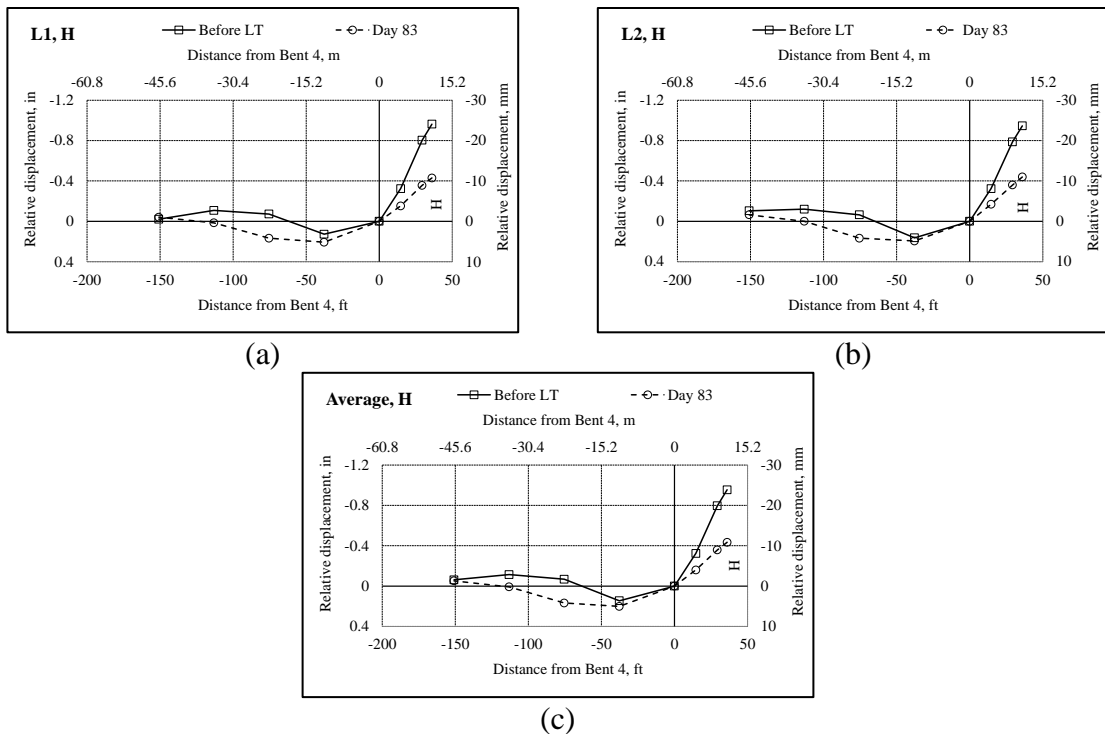 L1, H
Before LT
Day 83
Distance from Bent 4, m
-60.8 -45.6 -30.4 -15.2 0 15.2
-1.2 -30
-0.8 -20
-0.4 -10
H
0 0
0.4 10
-200 -150 -100 -50 0 50
Relative displacement, in
Relative displacement, mm
Distance from Bent 4, ft
(a)
L2, H
Before LT
Day 83
Distance from Bent 4, m
-60.8 -45.6 -30.4 -15.2 0 15.2
-1.2 -30
-0.8 -20
-0.4 -10
H
0 0
0.4 10
-200 -150 -100 -50 0 50
Relative displacement, in
Relative displacement, mm
Distance from Bent 4, ft
(b)
Average, H
Before LT
Day 83
Distance from Bent 4, m
-60.8 -45.6 -30.4 -15.2 0 15.2
-1.2 -30
-0.8 -20
-0.4 -10
H
0 0
0.4 10
-200 -150 -100 -50 0 50
Relative displacement, in
Relative displacement, mm
Distance from Bent 4, ft
(c)